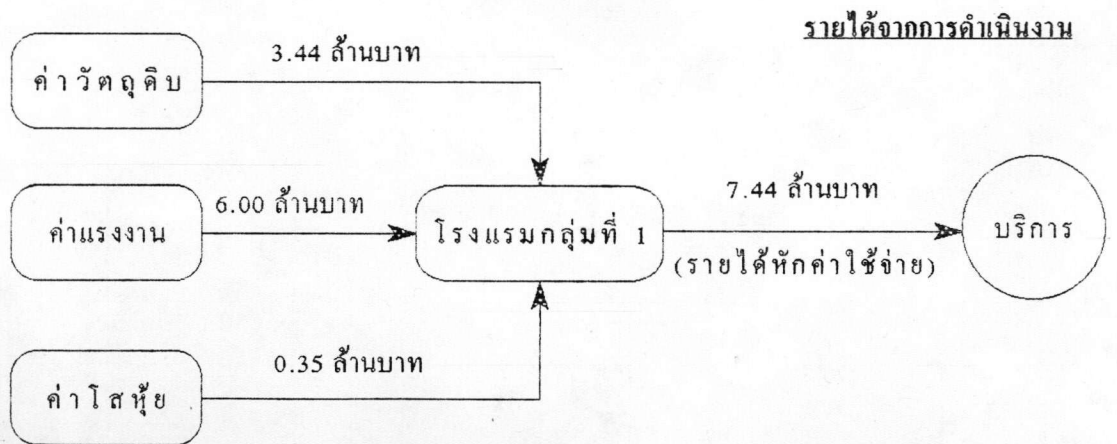 รายได้จากการดำเนินงาน
3.44 ล้านบาท
ค่าวัตถุดิบ
6.00 ล้านบาท
7.44 ล้านบาท
ค่าแรงงาน
โรงแรมกลุ่มที่ 1
บริการ
(รายได้หักค่าใช้จ่าย)
0.35 ล้านบาท
ค่าโสหุ้ย